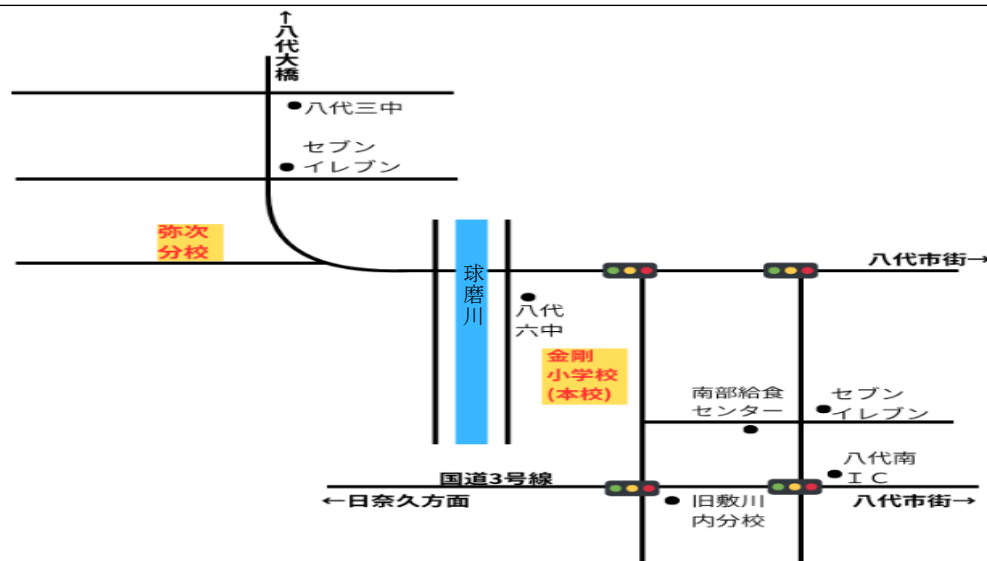 ↑八代大橋
八代三中
セブン
イレブン
弥次
分校
八代市街→
球磨川
八代
六中
金剛
小学校
(本校)
南部給食
センター
セブン
イレブン
八代南
ＩＣ
国道3号線
←日奈久方面
旧敷川
内分校
八代市街→